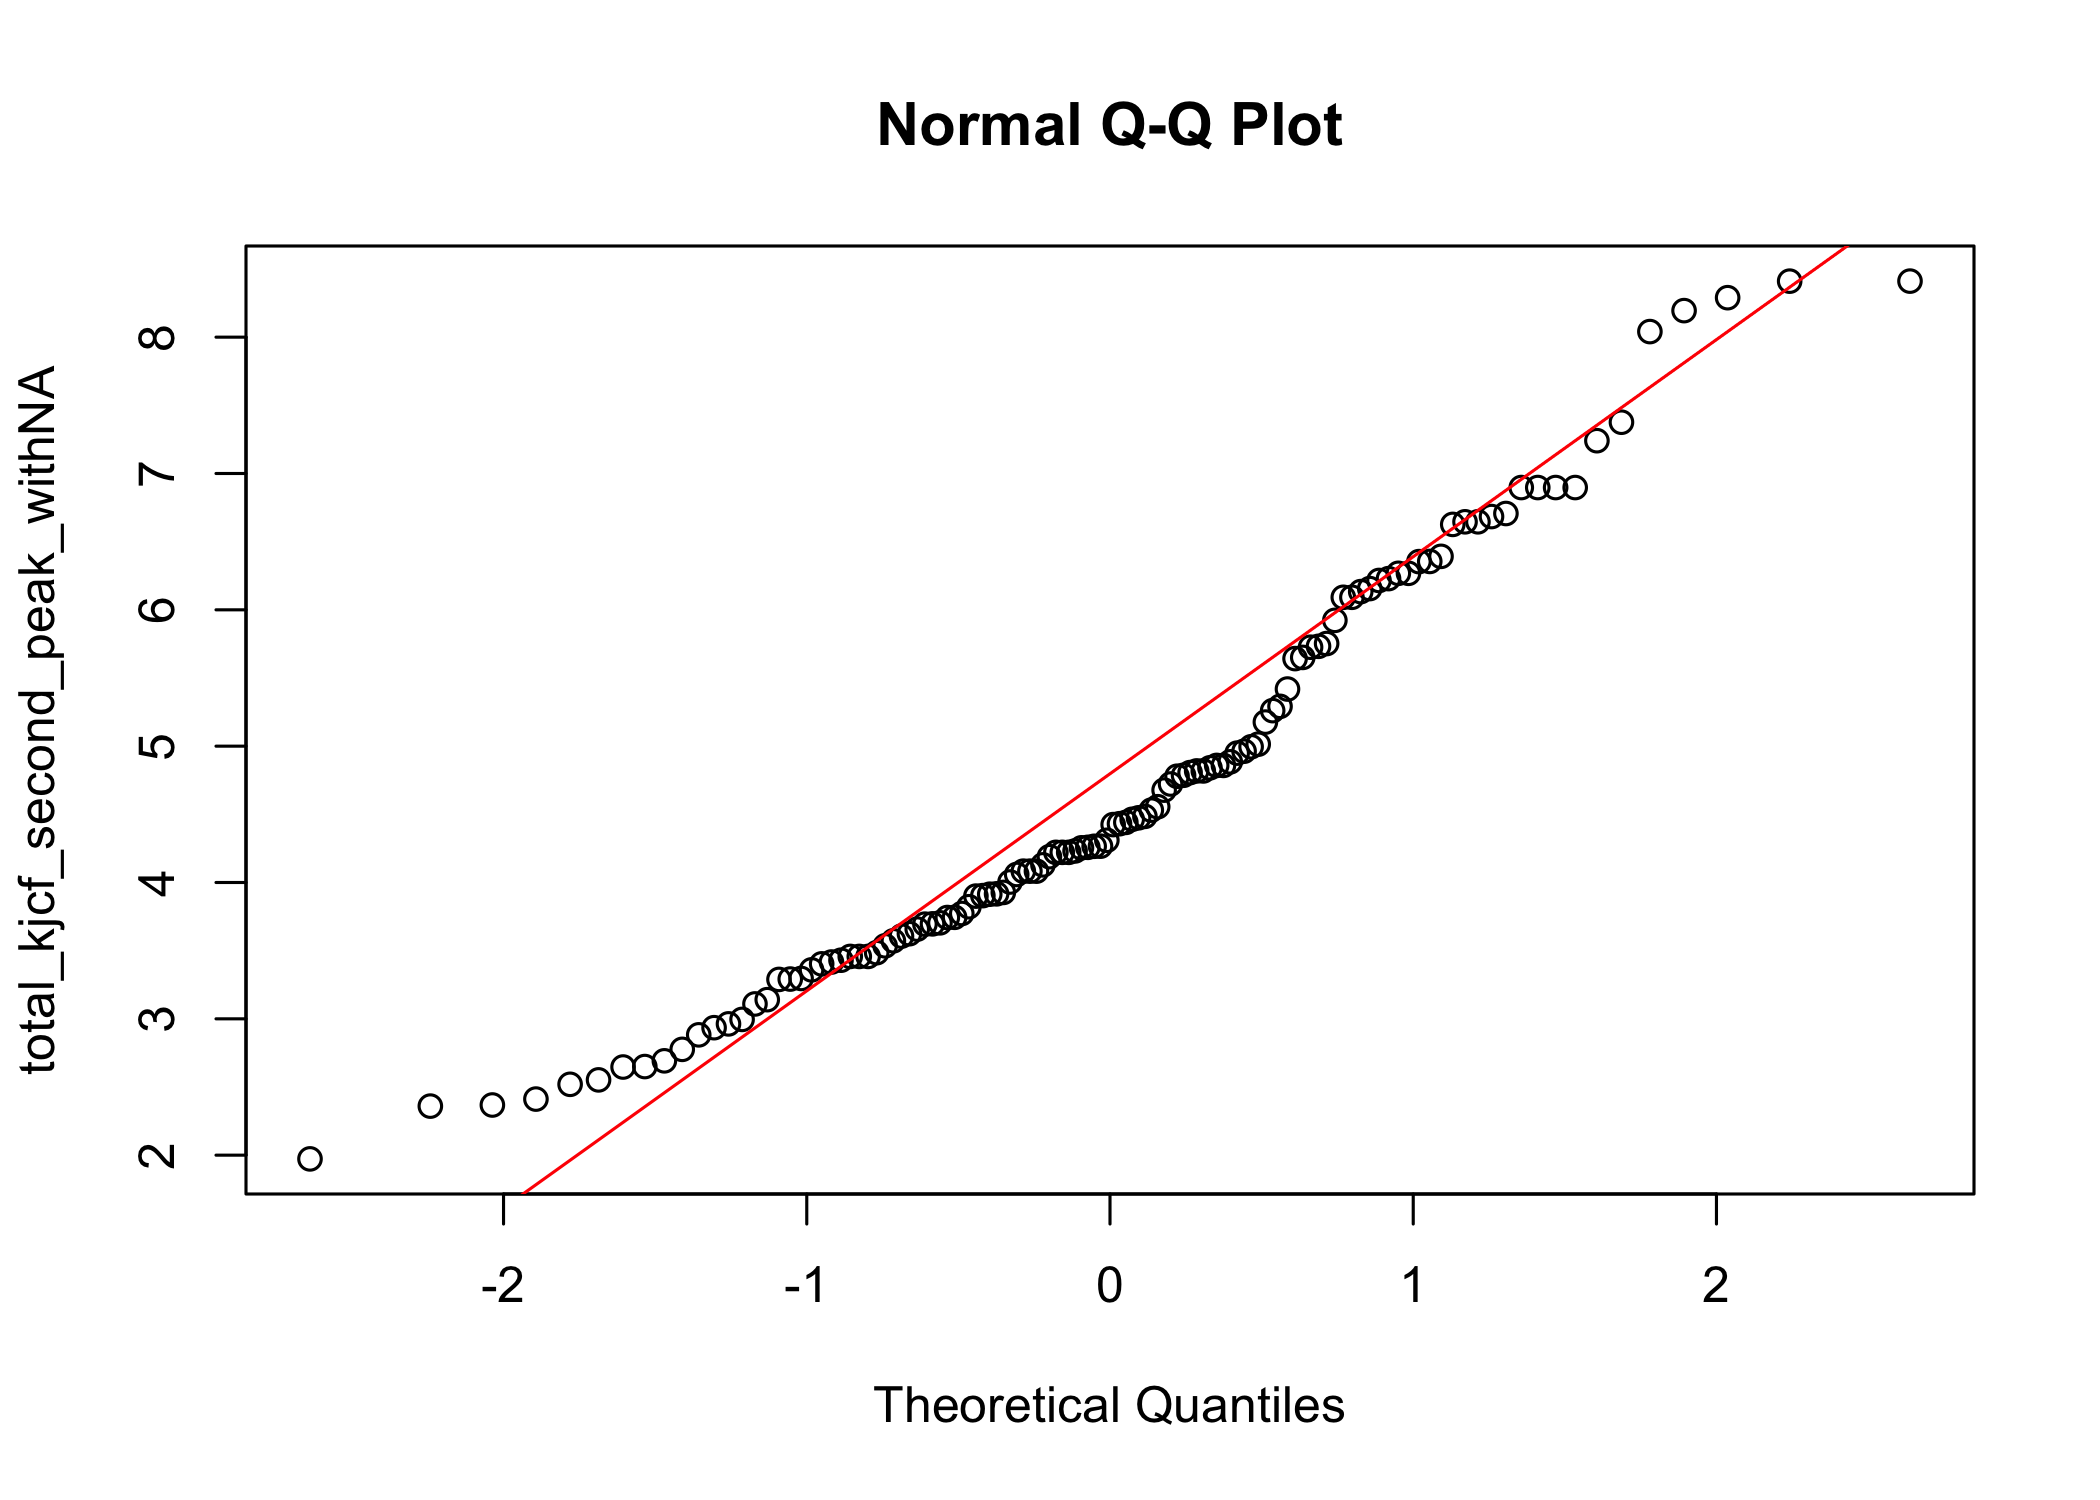 Normal Q-Q Plot
total_kjcf_second_peak_withNA
8
7
6
5
4
3
2
-2 -1 0 1 2
Theoretical Quantiles